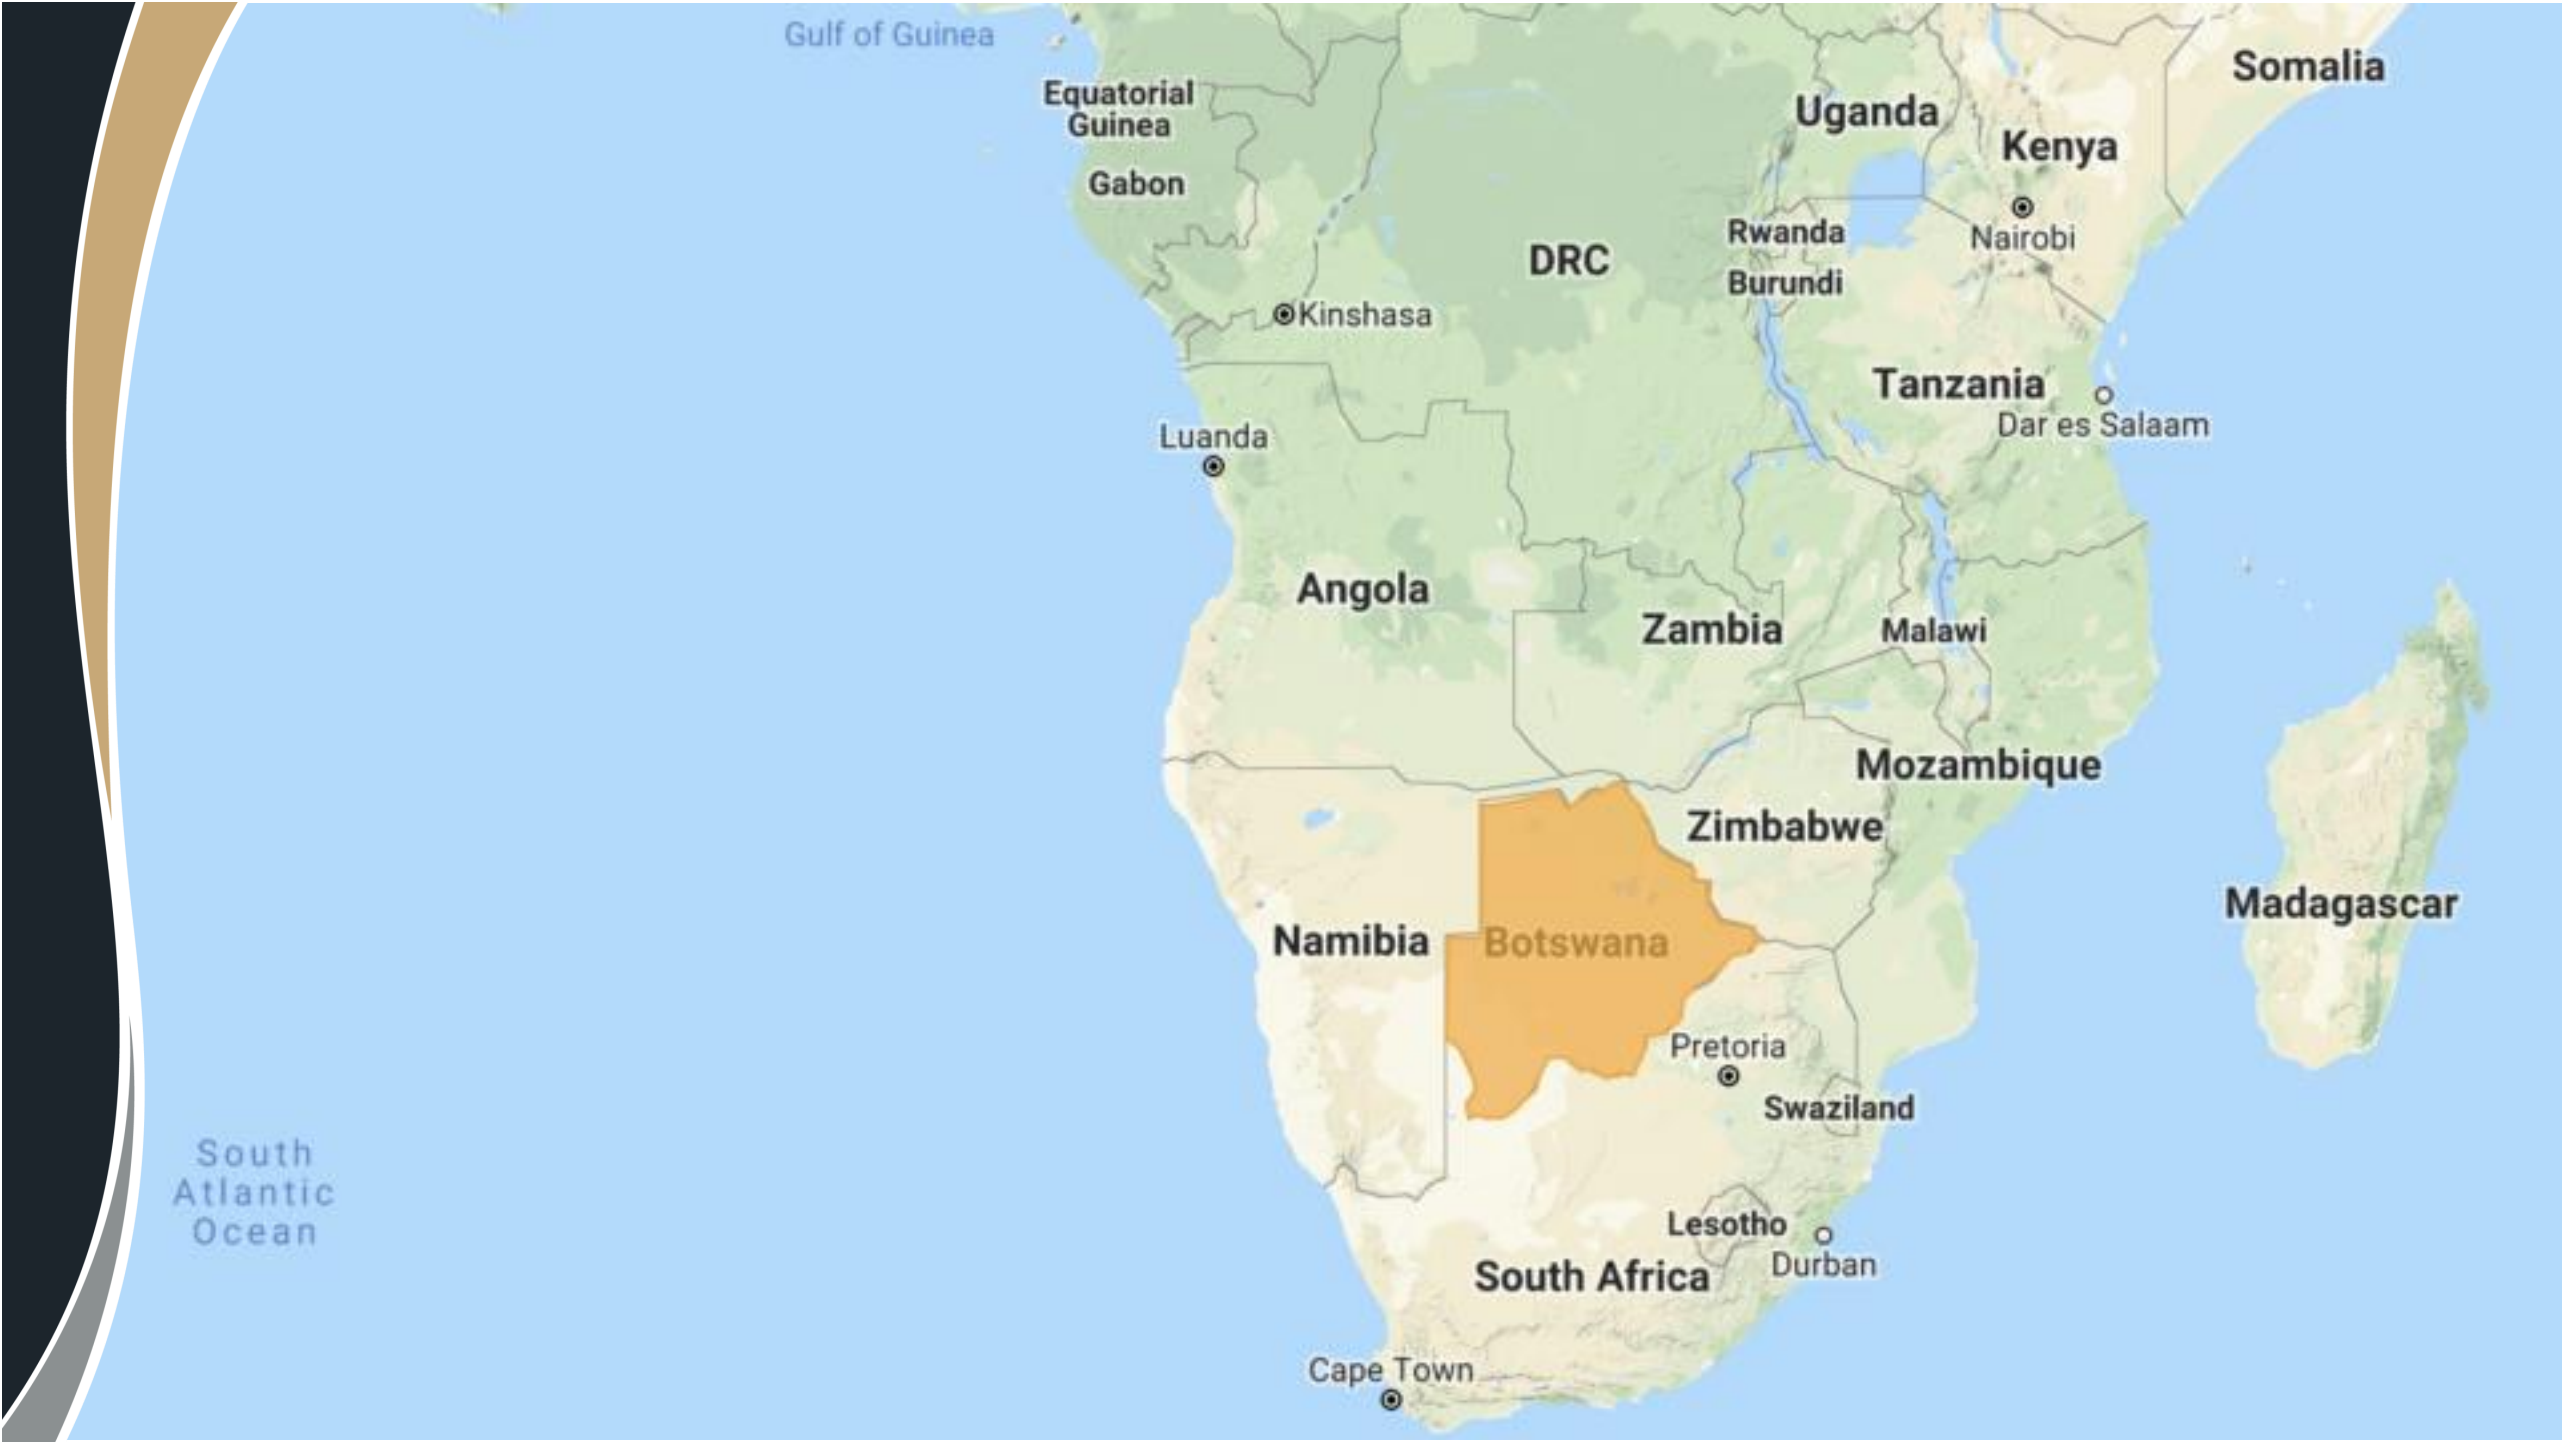 Gulf of Guinea
Somalia
Equatorial
Guinea
Uganda
Kenya
Gabon
Rwanda
Nairobi
DRC
Burundi
Kinshasa
Tanzania
Dar es Salaam
Luanda
Angola
Zambia
Malawi
Mozambique
Zimbabwe
Madagascar
Namibia
Botswana
Pretoria
Swaziland
South
Atlantic
Ocean
Lesotho
Durban
South Africa
Cape Town